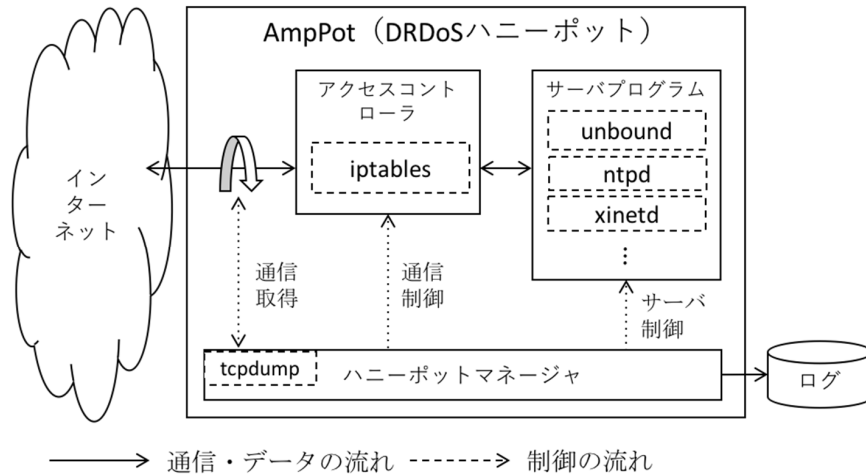 AmpPot（DRDoSハニーポット）
イン
ター
ネット
アクセスコント
ローラ
iptables
サーバプログラム
unbound
ntpd
xinetd
⋮
通信
取得
通信
制御
サーバ
制御
tcpdump
ハニーポットマネージャ
ログ
通信・データの流れ
制御の流れ